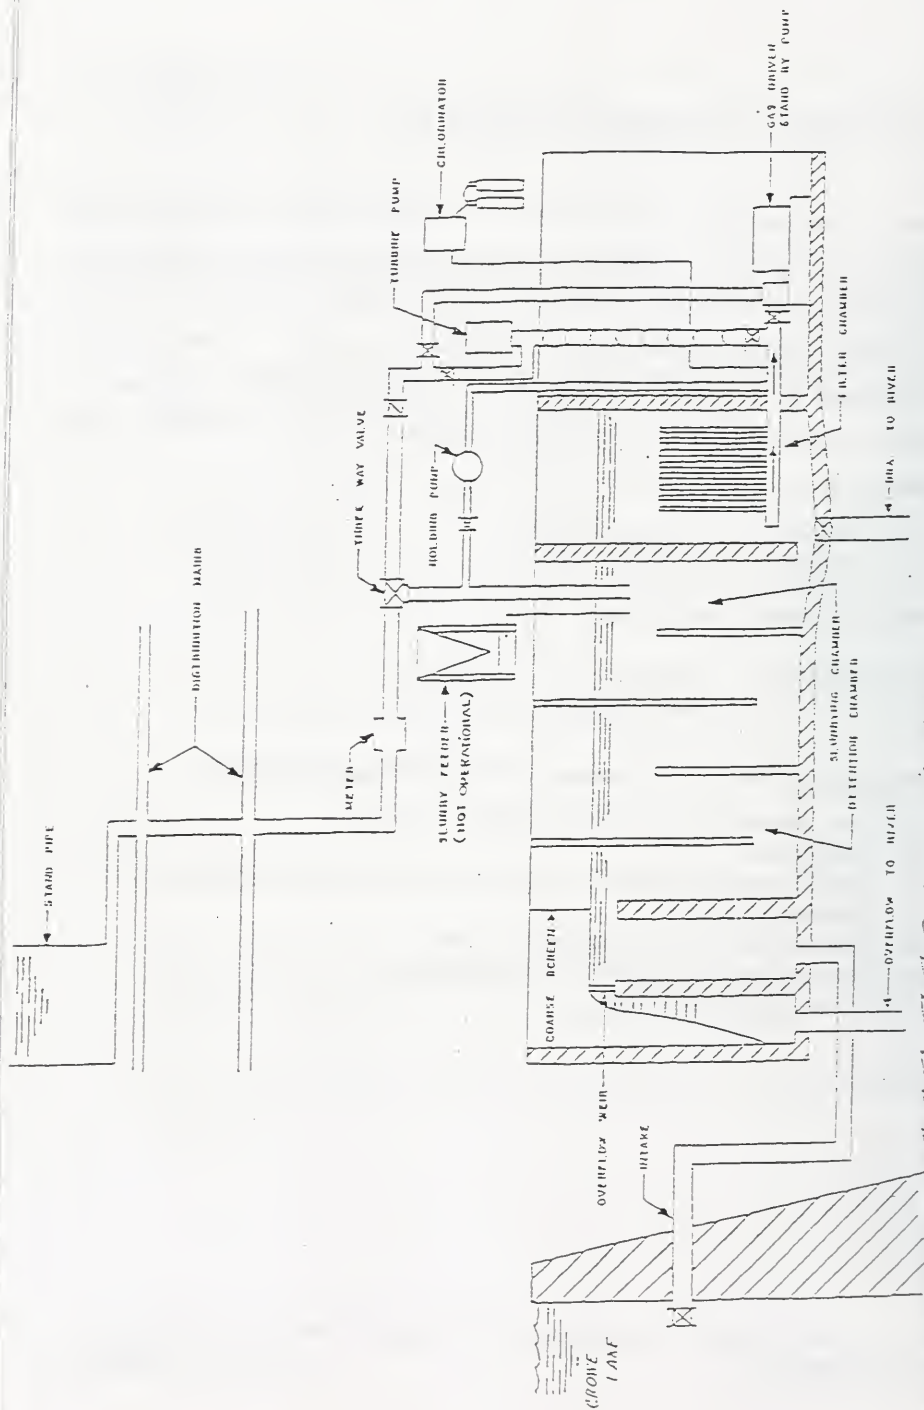 STAND PIPE
DISTRIBUTION MAINS
METER
THREE WAY VALVE
TURBINE PUMP
CHLORINATOR
HOLDING PUMP
SLURRY FEEDER
(NOT OPERATIONAL)
GAS DRIVEN
STAND BY PUMP
COARSE SCREEN
OVERFLOW WEIR
INTAKE
CROWE
LAKE
FILTER CHAMBER
SLURRYING CHAMBER
DETENTION CHAMBER
TO RIVER
OVERFLOW TO RIVER